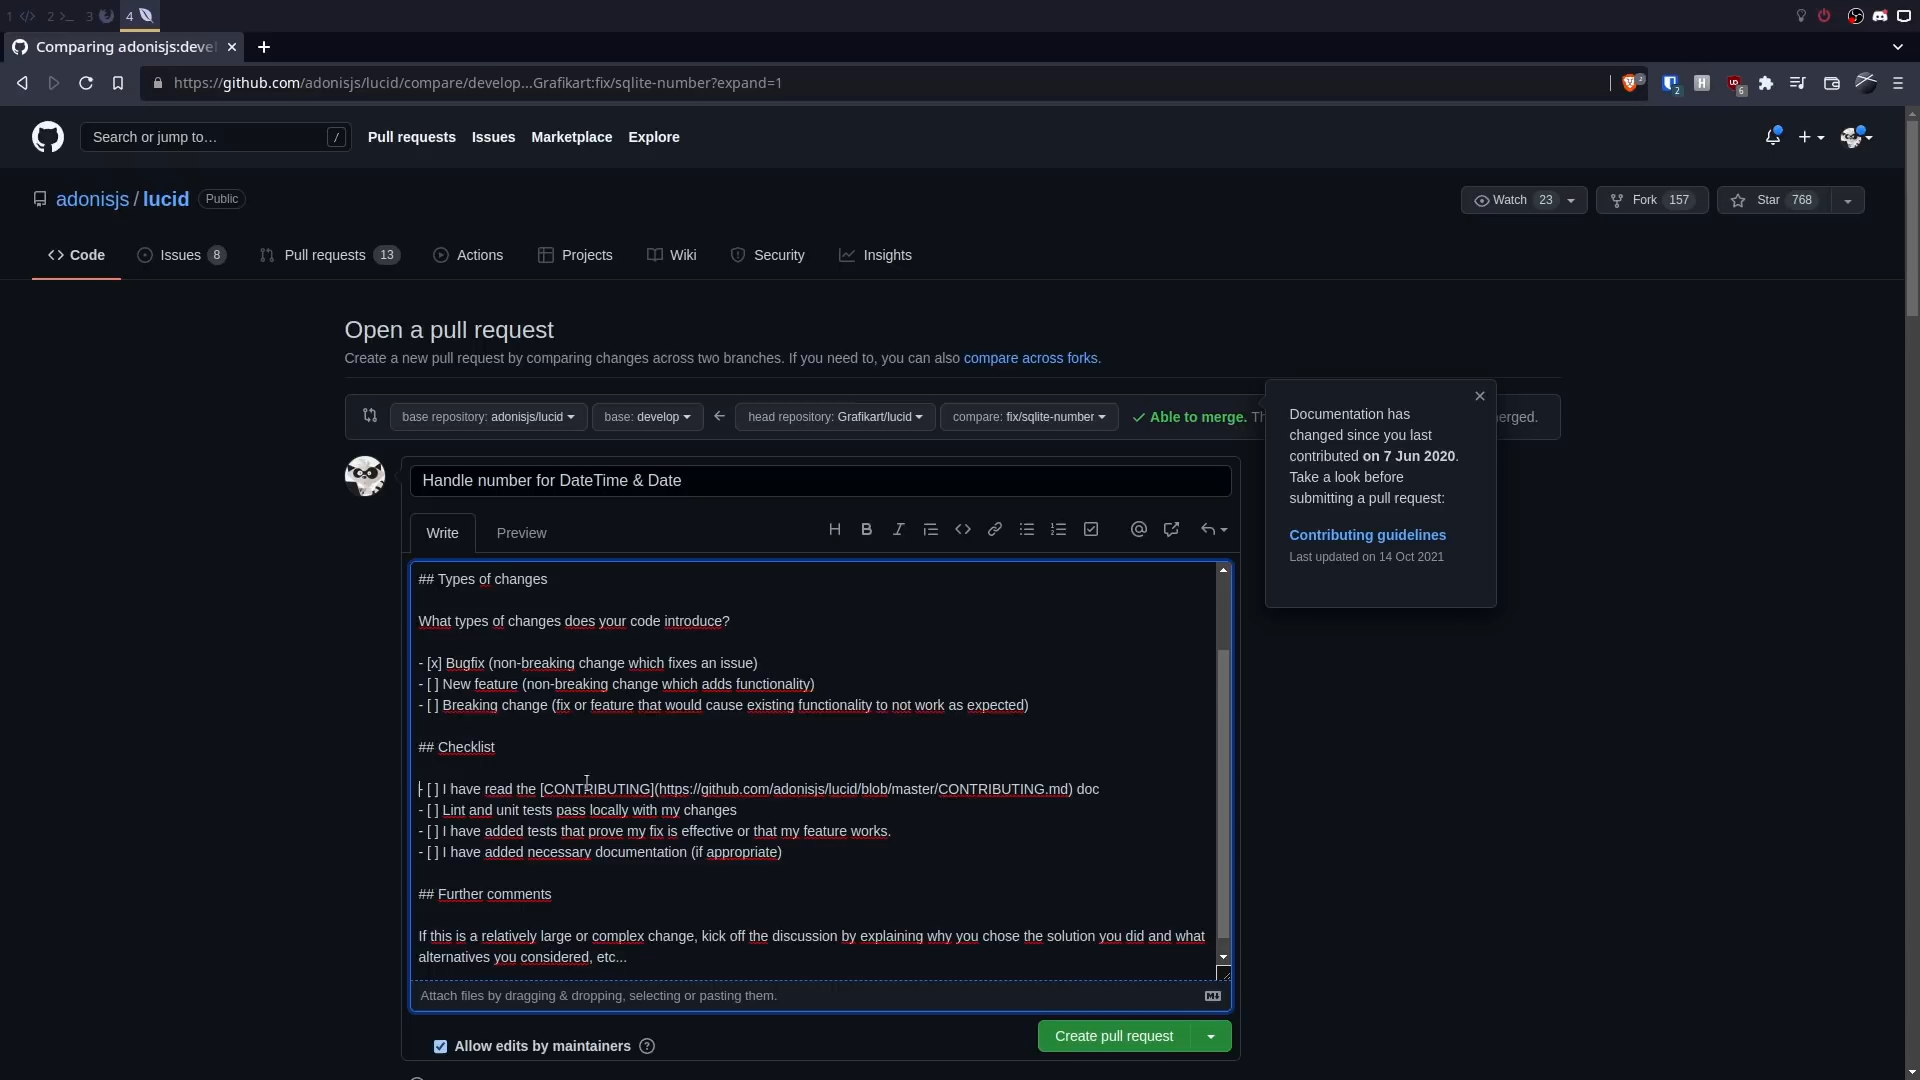 1 </> 2 >_ 3 4
Comparing adonisjs:devel
https://github.com/adonisjs/lucid/compare/develop...Grafikart:fix/sqlite-number?expand=1
2
2
H
6
Search or jump to…
/
Pull requests
Issues
Marketplace
Explore
adonisjs / lucid
Public
Watch 23
Fork 157
Star 768
Code
Issues 8
Pull requests 13
Actions
Projects
Wiki
Security
Insights
Open a pull request
Create a new pull request by comparing changes across two branches. If you need to, you can also compare across forks.
base repository: adonisjs/lucid
base: develop
head repository: Grafikart/lucid
compare: fix/sqlite-number
✓ Able to merge. Th
erged.
Documentation has
changed since you last
contributed on 7 Jun 2020.
Take a look before
submitting a pull request:
Contributing guidelines
Last updated on 14 Oct 2021
Handle number for DateTime & Date
Write
Preview
## Types of changes
What types of changes does your code introduce?
- [x] Bugfix (non-breaking change which fixes an issue)
- [ ] New feature (non-breaking change which adds functionality)
- [ ] Breaking change (fix or feature that would cause existing functionality to not work as expected)
## Checklist
- [ ] I have read the [CONTRIBUTING](https://github.com/adonisjs/lucid/blob/master/CONTRIBUTING.md) doc
- [ ] Lint and unit tests pass locally with my changes
- [ ] I have added tests that prove my fix is effective or that my feature works.
- [ ] I have added necessary documentation (if appropriate)
## Further comments
If this is a relatively large or complex change, kick off the discussion by explaining why you chose the solution you did and what
alternatives you considered, etc...
Attach files by dragging & dropping, selecting or pasting them.
Allow edits by maintainers
Create pull request